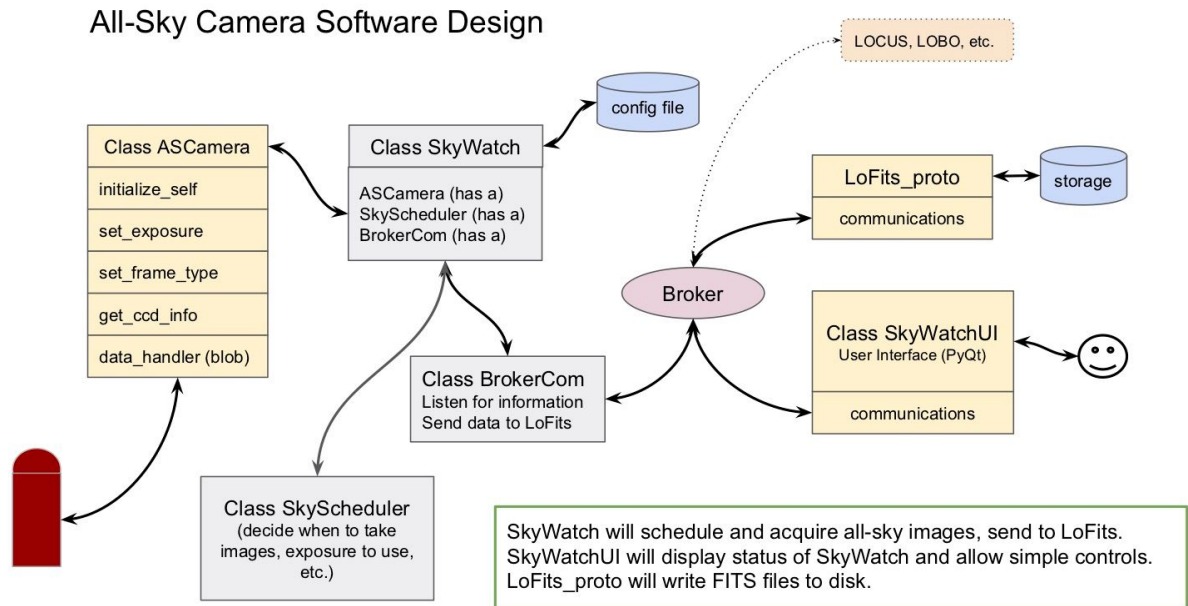 All-Sky Camera Software Design
LOCUS, LOBO, etc.
config file
Class ASCamera
initialize_self
set_exposure
set_frame_type
get_ccd_info
data_handler (blob)
Class SkyWatch
ASCamera (has a)
SkyScheduler (has a)
BrokerCom (has a)
LoFits_proto
communications
storage
Broker
Class SkyWatchUI
User Interface (PyQt)
communications
Class BrokerCom
Listen for information
Send data to LoFits
Class SkyScheduler
(decide when to take
images, exposure to use,
etc.)
SkyWatch will schedule and acquire all-sky images, send to LoFits.
SkyWatchUI will display status of SkyWatch and allow simple controls.
LoFits_proto will write FITS files to disk.